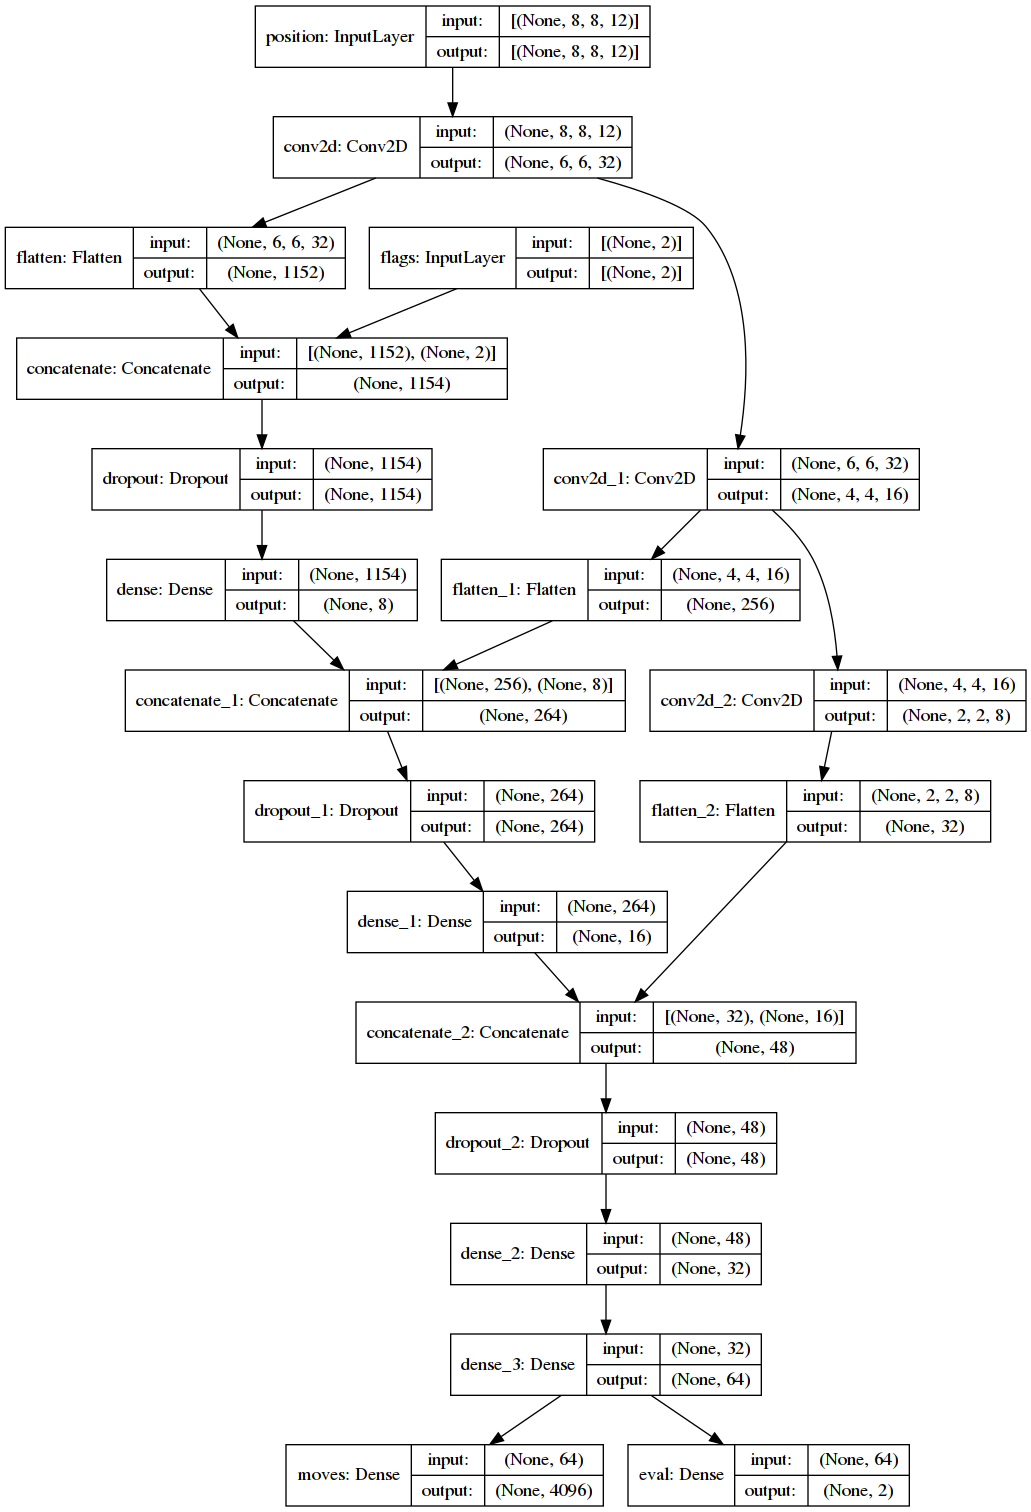 position: InputLayer
input: [(None, 8, 8, 12)]
output: [(None, 8, 8, 12)]
conv2d: Conv2D
input: (None, 8, 8, 12)
output: (None, 6, 6, 32)
flatten: Flatten
input: (None, 6, 6, 32)
output: (None, 1152)
flags: InputLayer
input: [(None, 2)]
output: [(None, 2)]
concatenate: Concatenate
input: [(None, 1152), (None, 2)]
output: (None, 1154)
dropout: Dropout
input: (None, 1154)
output: (None, 1154)
conv2d_1: Conv2D
input: (None, 6, 6, 32)
output: (None, 4, 4, 16)
dense: Dense
input: (None, 1154)
output: (None, 8)
flatten_1: Flatten
input: (None, 4, 4, 16)
output: (None, 256)
concatenate_1: Concatenate
input: [(None, 256), (None, 8)]
output: (None, 264)
conv2d_2: Conv2D
input: (None, 4, 4, 16)
output: (None, 2, 2, 8)
dropout_1: Dropout
input: (None, 264)
output: (None, 264)
flatten_2: Flatten
input: (None, 2, 2, 8)
output: (None, 32)
dense_1: Dense
input: (None, 264)
output: (None, 16)
concatenate_2: Concatenate
input: [(None, 32), (None, 16)]
output: (None, 48)
dropout_2: Dropout
input: (None, 48)
output: (None, 48)
dense_2: Dense
input: (None, 48)
output: (None, 32)
dense_3: Dense
input: (None, 32)
output: (None, 64)
moves: Dense
input: (None, 64)
output: (None, 4096)
eval: Dense
input: (None, 64)
output: (None, 2)